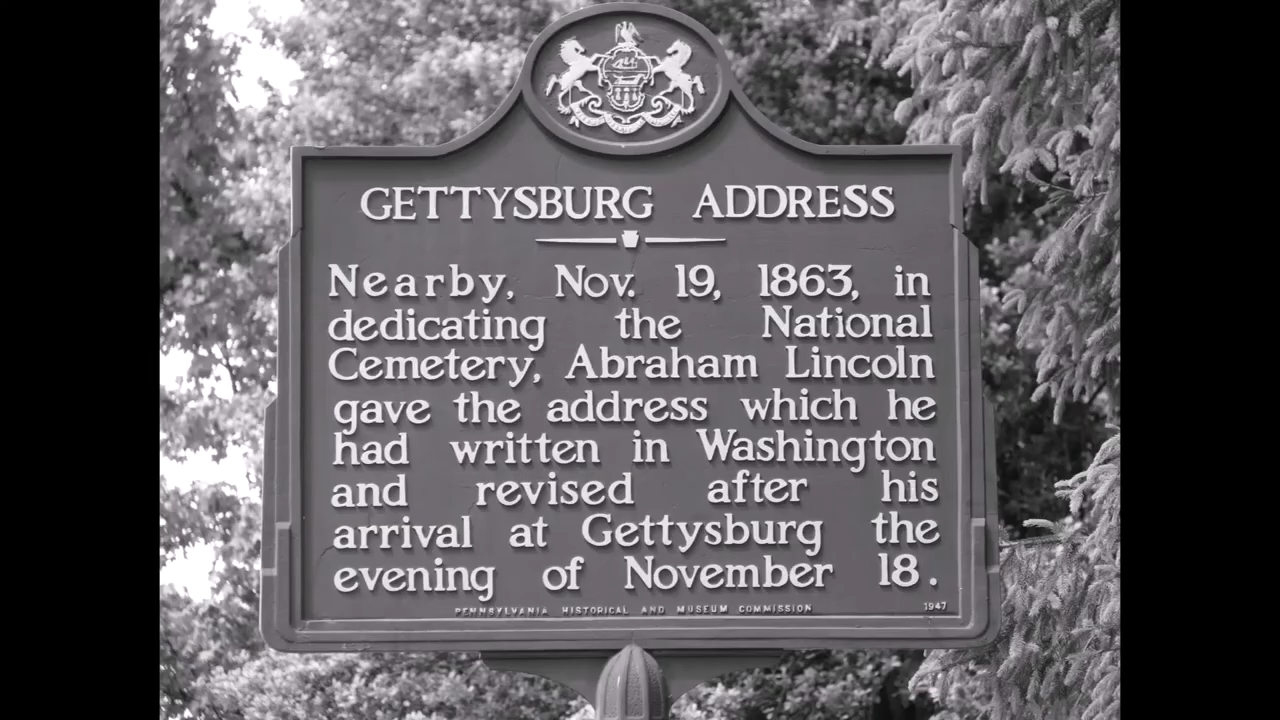 GETTYSBURG ADDRESS
Nearby, Nov. 19, 1863, in
dedicating the National
Cemetery, Abraham Lincoln
gave the address which he
had written in Washington
and revised after his
arrival at Gettysburg the
evening of November 18.
PENNSYLVANIA HISTORICAL AND MUSEUM COMMISSION 1947